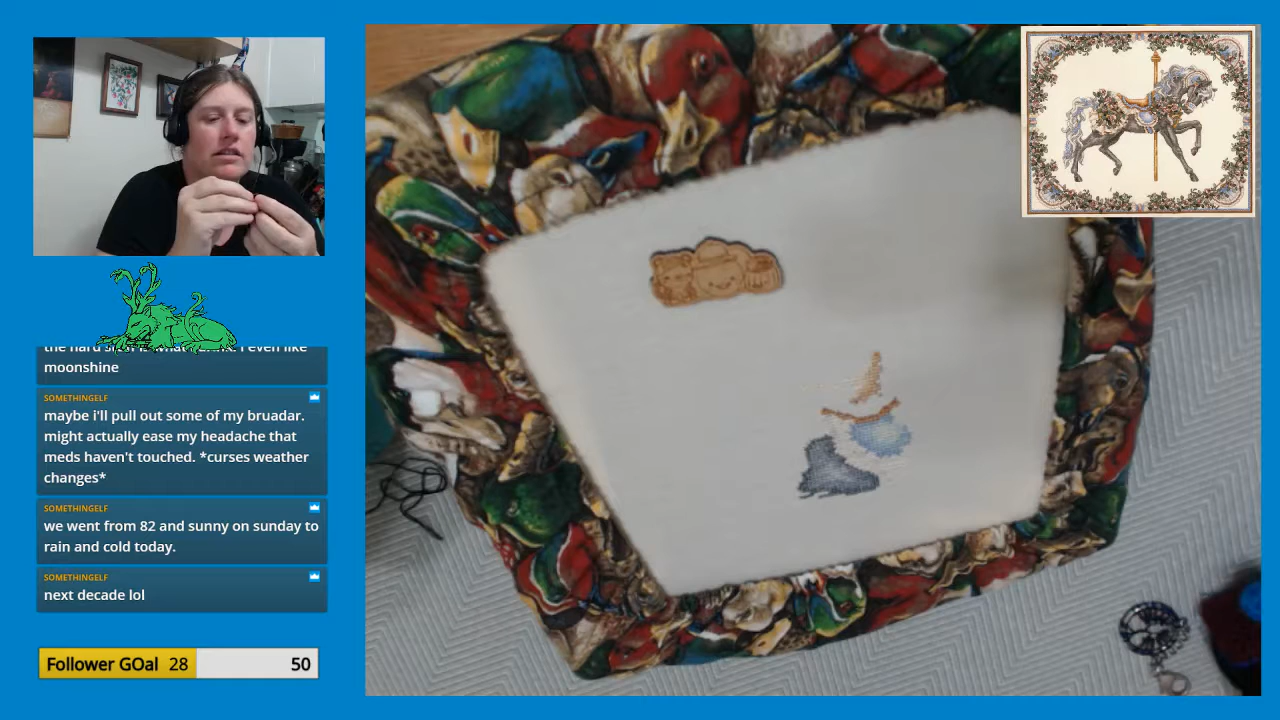 moonshine
SOMETHINGELF
maybe i'll pull out some of my bruadar.
might actually ease my headache that
meds haven't touched. *curses weather
changes*
SOMETHINGELF
we went from 82 and sunny on sunday to
rain and cold today.
SOMETHINGELF
next decade lol
Follower GOal 28 50